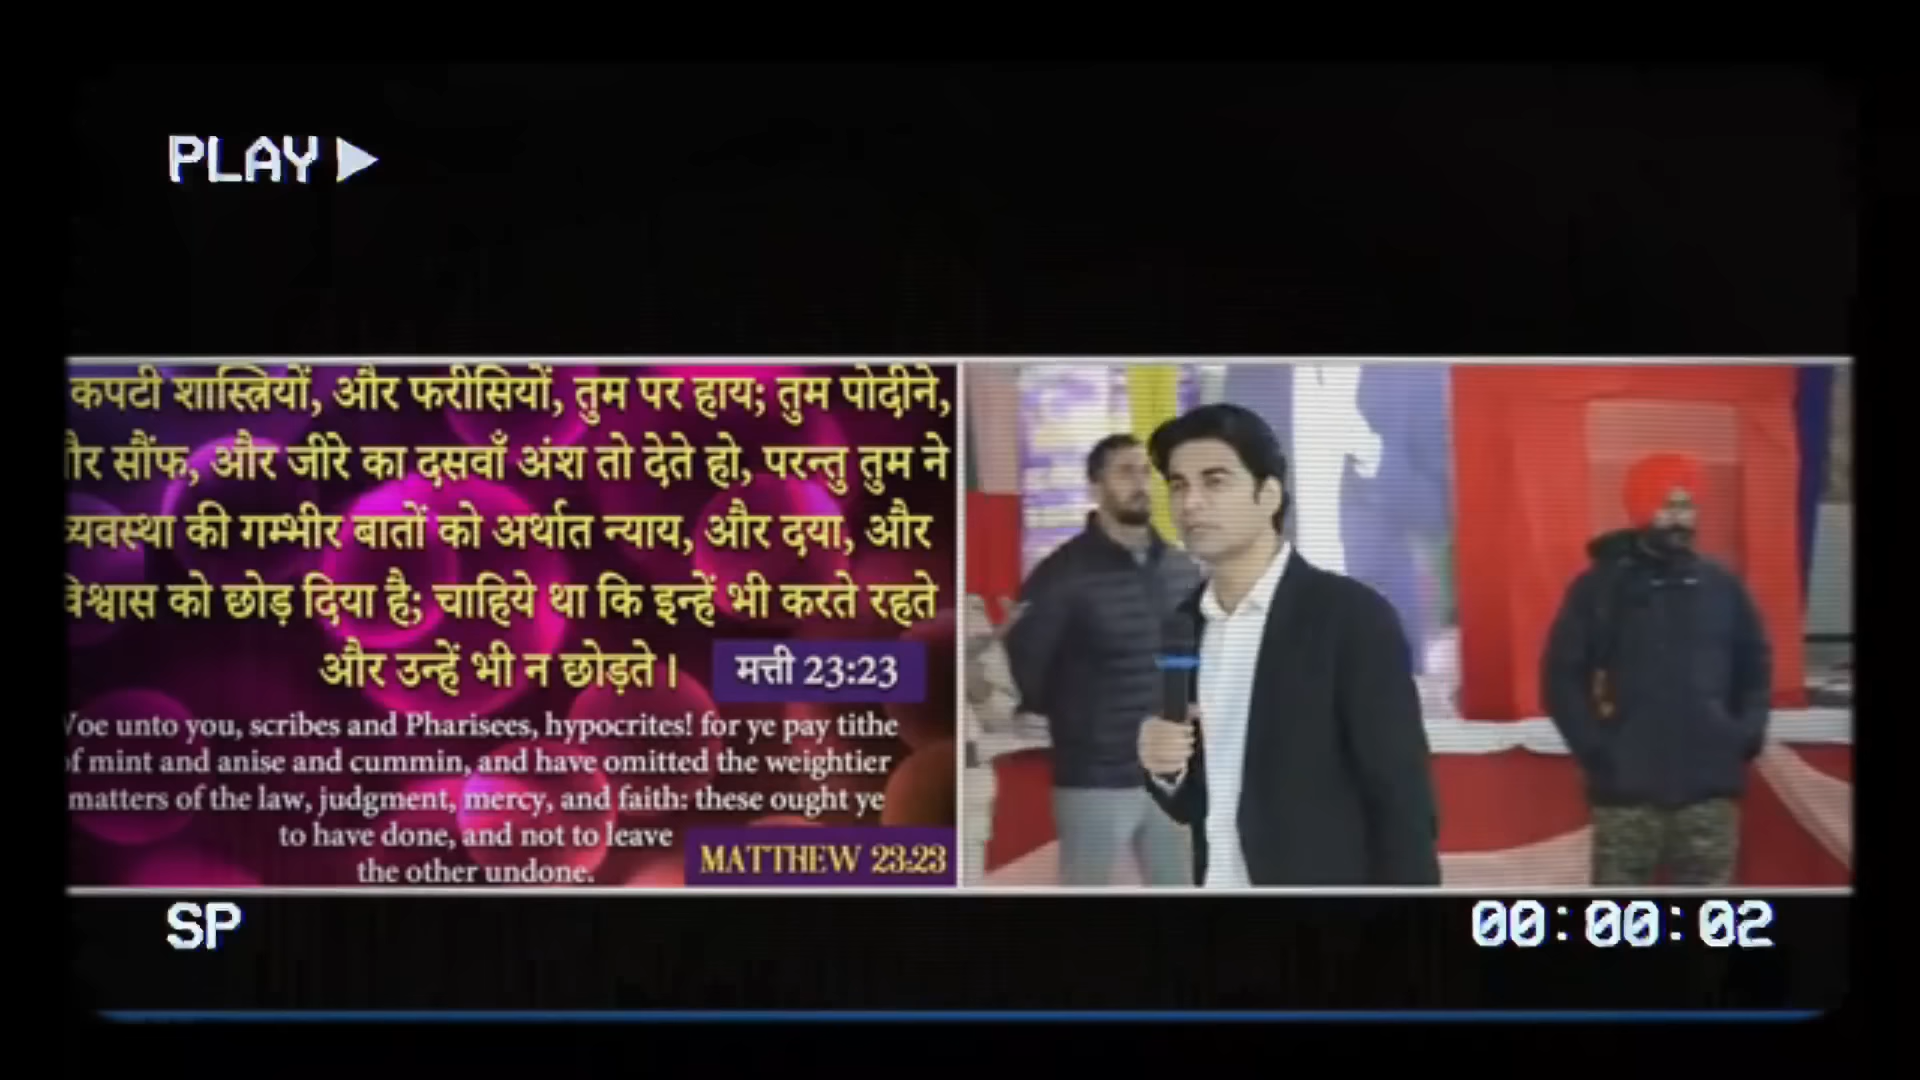 PLAY
कपटी शास्त्रियों, और फरीसियों, तुम पर हाय; तुम पोदीने,
सौंफ, और जीरे का दसवाँ अंश तो देते हो, परन्तु तुम ने
की गम्भीर बातों को अर्थात न्याय, और दया, और
को छोड़ दिया है; चाहिये था कि इन्हें भी करते रहते
और उन्हें भी न छोड़ते।
मत्ती 23:23
unto you, scribes and Pharisees, hypocrites! for ye pay tithe
mint and anise and cummin, and have omitted the weightier
matters of the law, judgment, mercy, and faith: these ought ye
to have done, and not to leave
the other undone.
MATTHEW 23:23
SP
00:00:02